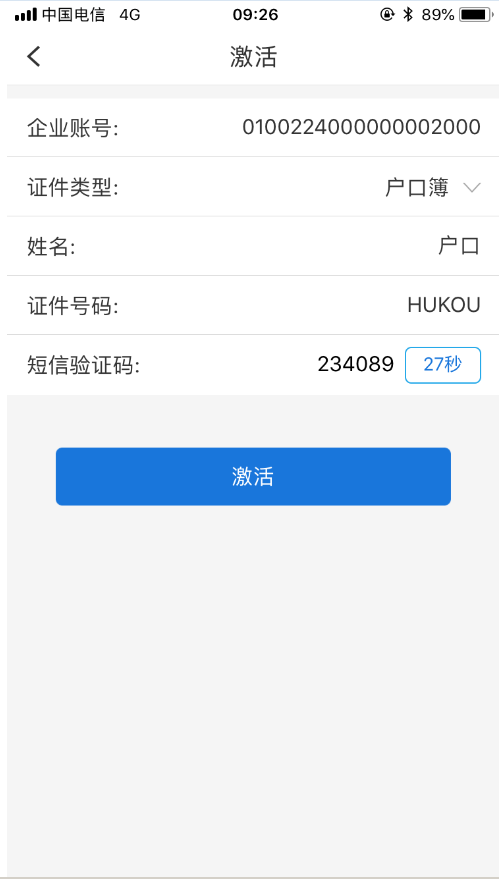 中国电信 4G 09:26 89%
激活
企业账号: 0100224000000002000
证件类型: 户口簿
姓名: 户口
证件号码: HUKOU
短信验证码: 234089 27秒
激活